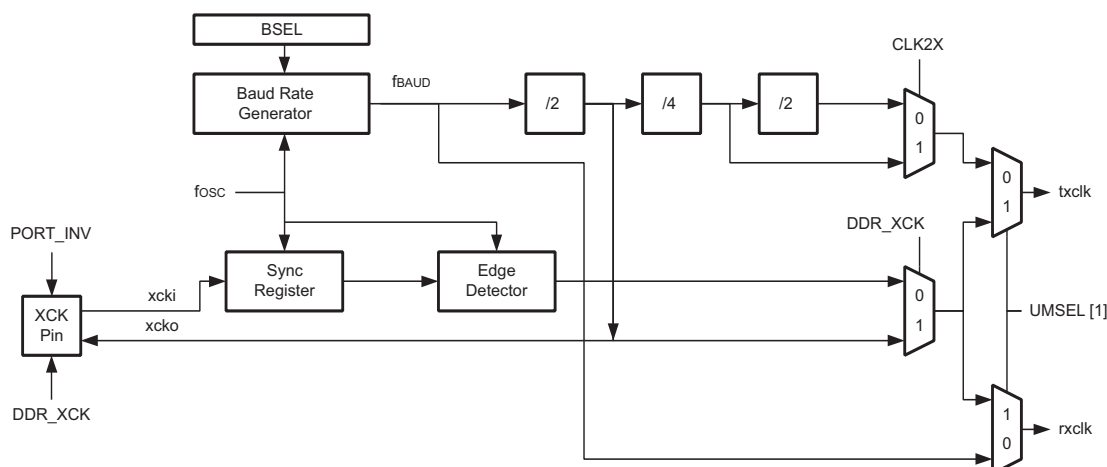 BSEL
CLK2X
fBAUD
Baud Rate
Generator
/2
/4
/2
0
1
fOSC
0
1
txclk
PORT_INV
DDR_XCK
Sync
Register
Edge
Detector
xcki
0
1
XCK
Pin
xcko
UMSEL [1]
DDR_XCK
1
0
rxclk